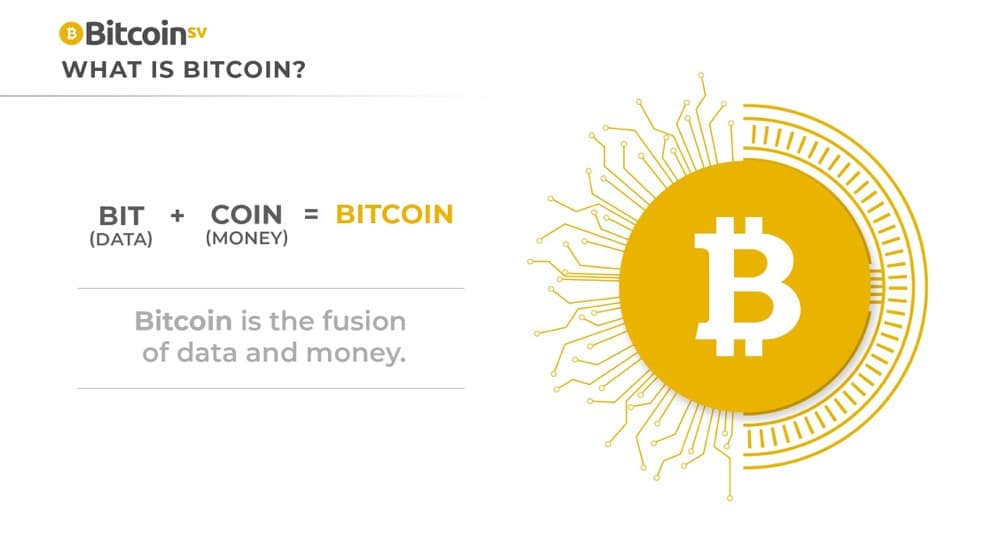 BitcoinSV
WHAT IS BITCOIN?
BIT + COIN = BITCOIN
(DATA) (MONEY)
Bitcoin is the fusion
of data and money.